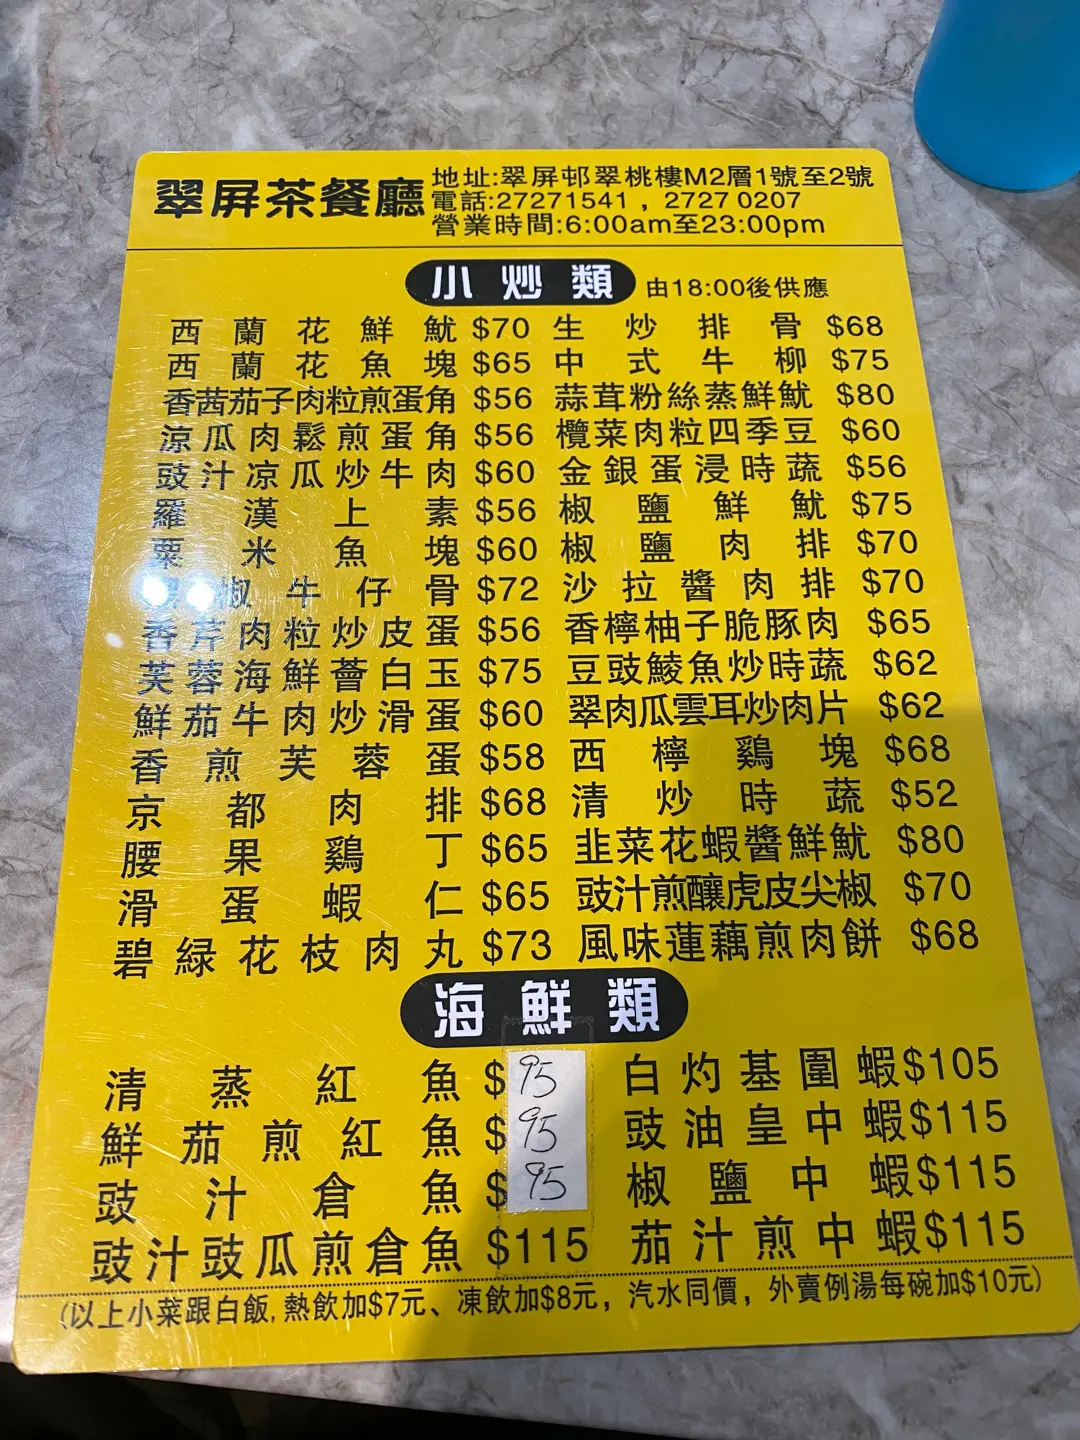 翠屏茶餐廳
地址:翠屏邨翠桃樓M2層1號至2號
電話:27271541 , 2727 0207
營業時間:6:00am至23:00pm
小炒類 由18:00後供應
西蘭花鮮魷 $70 生炒排骨 $68
西蘭花魚塊 $65 中式牛柳 $75
香茜茄子肉粒煎蛋角 $56 蒜茸粉絲蒸鮮魷 $80
涼瓜肉鬆煎蛋角 $56 欖菜肉粒四季豆 $60
豉汁凉瓜炒牛肉 $60 金銀蛋浸時蔬 $56
羅漢上素 $56 椒鹽鮮魷 $75
粟米魚塊 $60 椒鹽肉排 $70
椒牛仔骨 $72 沙拉醬肉排 $70
香芹肉粒炒皮蛋 $56 香檸柚子脆豚肉 $65
芙蓉海鮮薈白玉 $75 豆豉鯪魚炒時蔬 $62
鮮茄牛肉炒滑蛋 $60 翠肉瓜雲耳炒肉片 $62
香煎芙蓉蛋 $58 西檸鷄塊 $68
京都肉排 $68 清炒時蔬 $52
腰果鷄丁 $65 韭菜花蝦醬鮮魷 $80
滑蛋蝦仁 $65 豉汁煎釀虎皮尖椒 $70
碧緑花枝肉丸 $73 風味蓮藕煎肉餅 $68
海鮮類
清蒸紅魚 $95 白灼基圍蝦 $105
鮮茄煎紅魚 $95 豉油皇中蝦 $115
豉汁倉魚 $95 椒鹽中蝦 $115
豉汁豉瓜煎倉魚 $115 茄汁煎中蝦 $115
(以上小菜跟白飯,熱飲加$7元、凍飲加$8元，汽水同價，外賣例湯每碗加$10元)